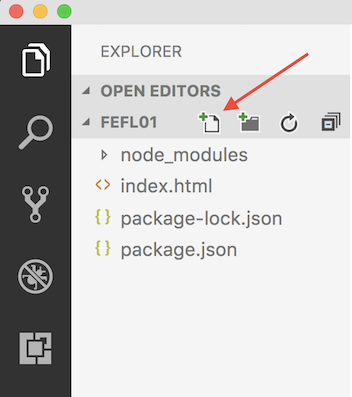 EXPLORER
OPEN EDITORS
FEFL01
node_modules
index.html
package-lock.json
package.json